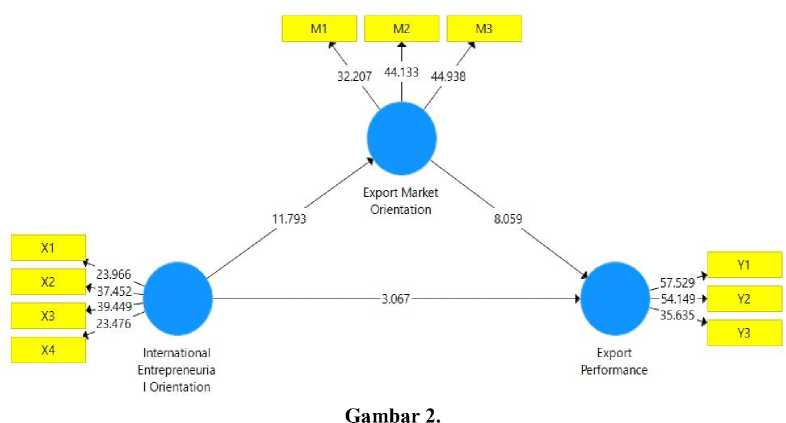 M1
M2
M3
32.207
44.133
44.938
Export Market
Orientation
11.793
8.059
X1
X2
X3
X4
23.966
37.452
39.449
23.476
3.067
57.529
54.149
35.635
Y1
Y2
Y3
International
Entrepreneuria
l Orientation
Export
Performance
Gambar 2.